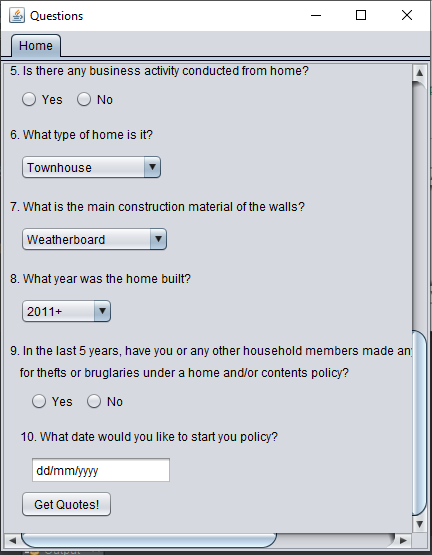 Questions
Home
5. Is there any business activity conducted from home?
Yes No
6. What type of home is it?
Townhouse
7. What is the main construction material of the walls?
Weatherboard
8. What year was the home built?
2011+
9. In the last 5 years, have you or any other household members made any
for thefts or bruglaries under a home and/or contents policy?
Yes No
10. What date would you like to start you policy?
dd/mm/yyyy
Get Quotes!